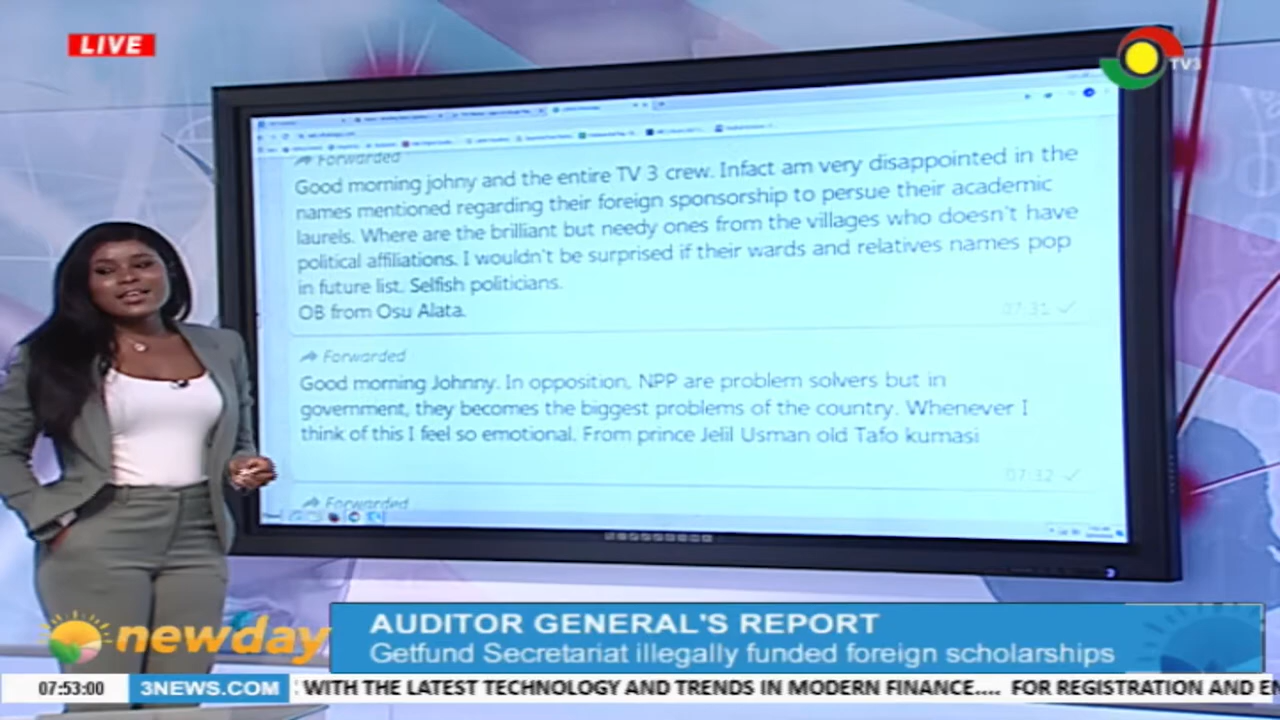 LIVE
TV3
Forwarded
Good morning johny and the entire TV 3 crew. Infact am very disappointed in the
names mentioned regarding their foreign sponsorship to persue their academic
laurels. Where are the brilliant but needy ones from the villages who doesn't have
political affiliations. I wouldn't be surprised if their wards and relatives names pop
in future list. Selfish politicians.
OB from Osu Alata.
07:31
Forwarded
Good morning Johnny. In opposition, NPP are problem solvers but in
government, they becomes the biggest problems of the country. Whenever I
think of this I feel so emotional. From prince Jelil Usman old Tafo kumasi
07:32
Forwarded
newday
AUDITOR GENERAL'S REPORT
Getfund Secretariat illegally funded foreign scholarships
07:53:00 3NEWS.COM WITH THE LATEST TECHNOLOGY AND TRENDS IN MODERN FINANCE.... FOR REGISTRATION AND EN